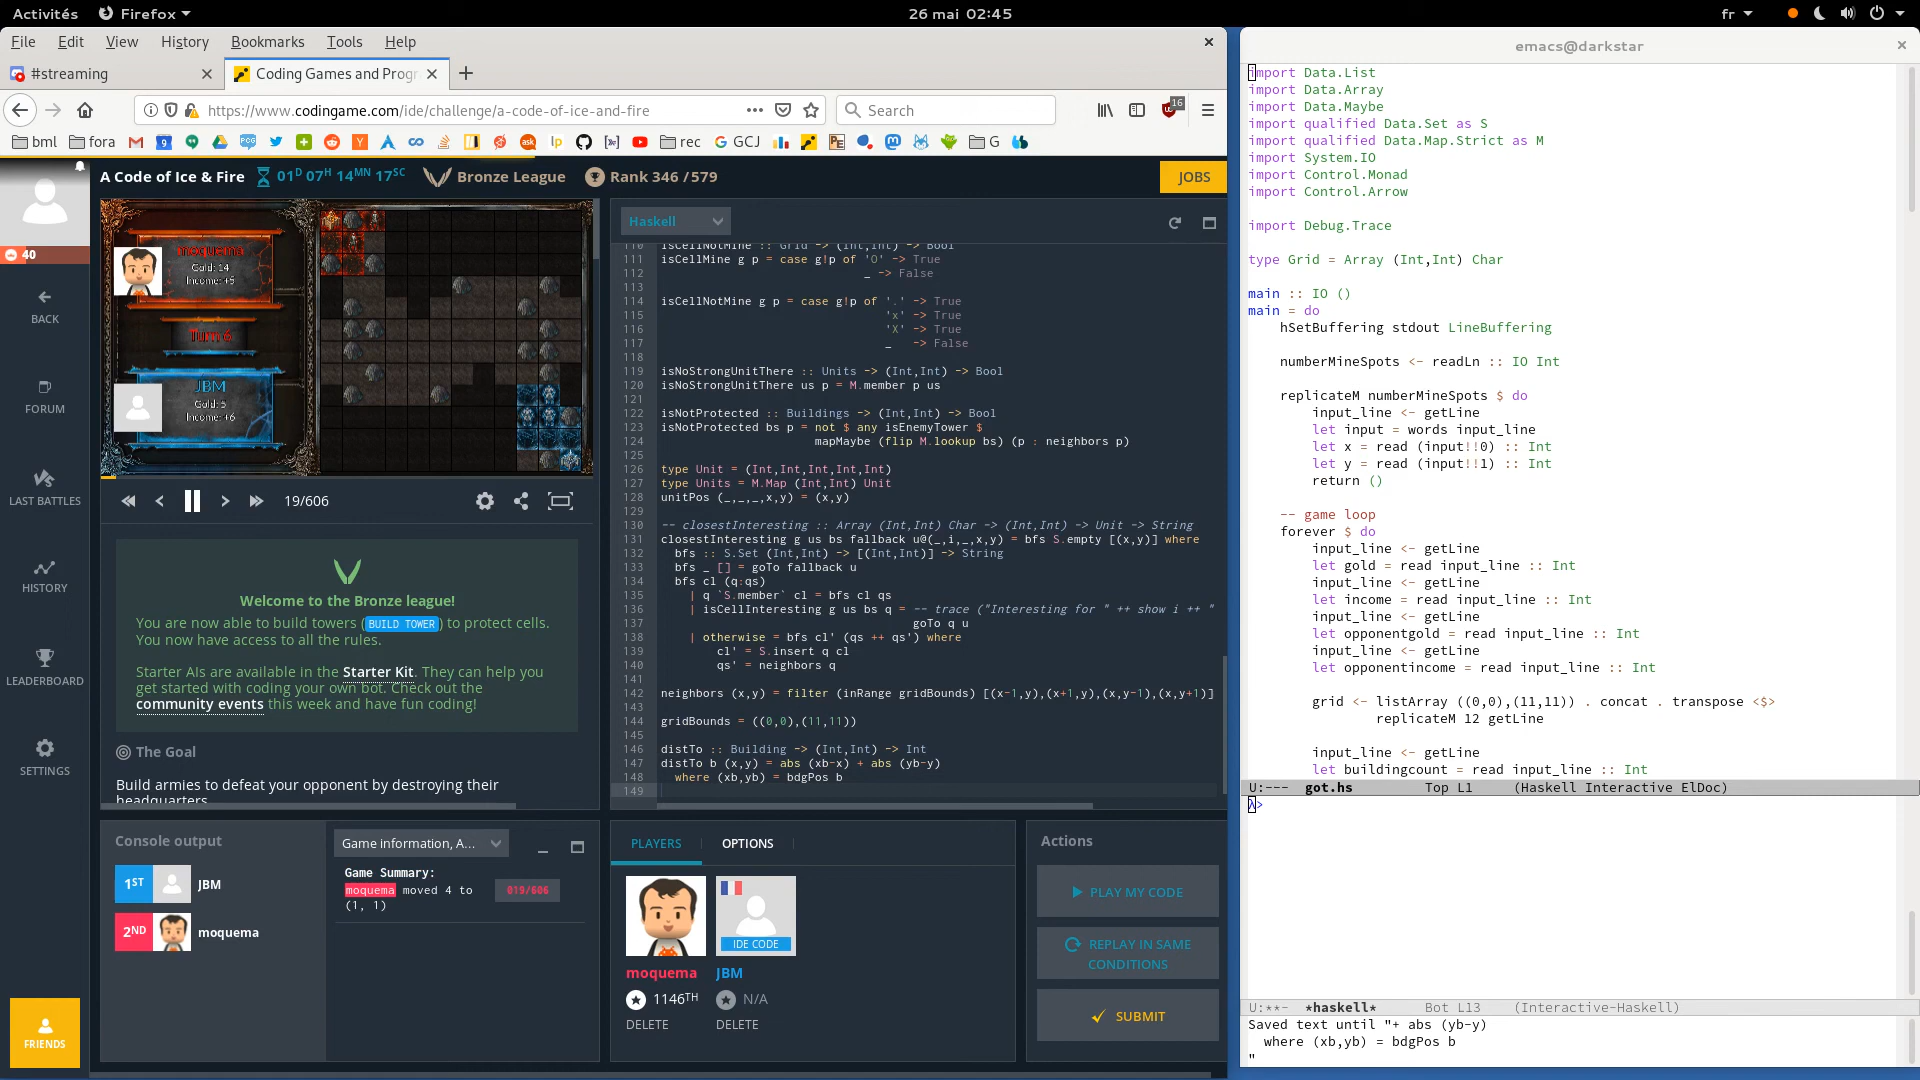 Activités
Firefox
26 mai 02:45
fr
File Edit View History Bookmarks Tools Help
#streaming
Coding Games and Progr
https://www.codingame.com/ide/challenge/a-code-of-ice-and-fire
Search
16
bml
fora
rec
GCJ
G
A Code of Ice & Fire
01D 07H 14MN 17SC
Bronze League
Rank 346 / 579
JOBS
40
BACK
FORUM
LAST BATTLES
HISTORY
LEADERBOARD
SETTINGS
FRIENDS
moquema
Gold: 14
Income: +5
Turn 6
JBM
Gold: 5
Income: +6
19/606
Welcome to the Bronze league!
You are now able to build towers (BUILD TOWER) to protect cells.
You now have access to all the rules.
Starter AIs are available in the Starter Kit. They can help you
get started with coding your own bot. Check out the
community events this week and have fun coding!
The Goal
Build armies to defeat your opponent by destroying their
headquarters
Haskell
110 isCellNotMine :: Grid -> (Int,Int) -> Bool
111 isCellMine g p = case g!p of 'O' -> True
112 _ -> False
113
114 isCellNotMine g p = case g!p of '.' -> True
115 'x' -> True
116 'X' -> True
117 _ -> False
118
119 isNoStrongUnitThere :: Units -> (Int,Int) -> Bool
120 isNoStrongUnitThere us p = M.member p us
121
122 isNotProtected :: Buildings -> (Int,Int) -> Bool
123 isNotProtected bs p = not $ any isEnemyTower $
124 mapMaybe (flip M.lookup bs) (p : neighbors p)
125
126 type Unit = (Int,Int,Int,Int,Int)
127 type Units = M.Map (Int,Int) Unit
128 unitPos (_,_,_,x,y) = (x,y)
129
130 -- closestInteresting :: Array (Int,Int) Char -> (Int,Int) -> Unit -> String
131 closestInteresting g us bs fallback u@(_,i,_,x,y) = bfs S.empty [(x,y)] where
132 bfs :: S.Set (Int,Int) -> [(Int,Int)] -> String
133 bfs _ [] = goTo fallback u
134 bfs cl (q:qs)
135 | q `S.member` cl = bfs cl qs
136 | isCellInteresting g us bs q = -- trace ("Interesting for " ++ show i ++ "
137 goTo q u
138 | otherwise = bfs cl' (qs ++ qs') where
139 cl' = S.insert q cl
140 qs' = neighbors q
141
142 neighbors (x,y) = filter (inRange gridBounds) [(x-1,y),(x+1,y),(x,y-1),(x,y+1)]
143
144 gridBounds = ((0,0),(11,11))
145
146 distTo :: Building -> (Int,Int) -> Int
147 distTo b (x,y) = abs (xb-x) + abs (yb-y)
148 where (xb,yb) = bdgPos b
149
Console output
1ST JBM
2ND moquema
Game information, A...
Game Summary:
moquema moved 4 to
(1, 1)
019/606
PLAYERS
OPTIONS
IDE CODE
moquema
JBM
1146TH
N/A
DELETE
DELETE
Actions
PLAY MY CODE
REPLAY IN SAME
CONDITIONS
SUBMIT
emacs@darkstar
import Data.List
import Data.Array
import Data.Maybe
import qualified Data.Set as S
import qualified Data.Map.Strict as M
import System.IO
import Control.Monad
import Control.Arrow
import Debug.Trace
type Grid = Array (Int,Int) Char
main :: IO ()
main = do
hSetBuffering stdout LineBuffering
numberMineSpots <- readLn :: IO Int
replicateM numberMineSpots $ do
input_line <- getLine
let input = words input_line
let x = read (input!!0) :: Int
let y = read (input!!1) :: Int
return ()
-- game loop
forever $ do
input_line <- getLine
let gold = read input_line :: Int
input_line <- getLine
let income = read input_line :: Int
input_line <- getLine
let opponentgold = read input_line :: Int
input_line <- getLine
let opponentincome = read input_line :: Int
grid <- listArray ((0,0),(11,11)) . concat . transpose <$>
replicateM 12 getLine
input_line <- getLine
let buildingcount = read input_line :: Int
U:--- got.hs Top L1 (Haskell Interactive ElDoc)
λ>
U:**- *haskell* Bot L13 (Interactive-Haskell)
Saved text until "+ abs (yb-y)
where (xb,yb) = bdgPos b
"